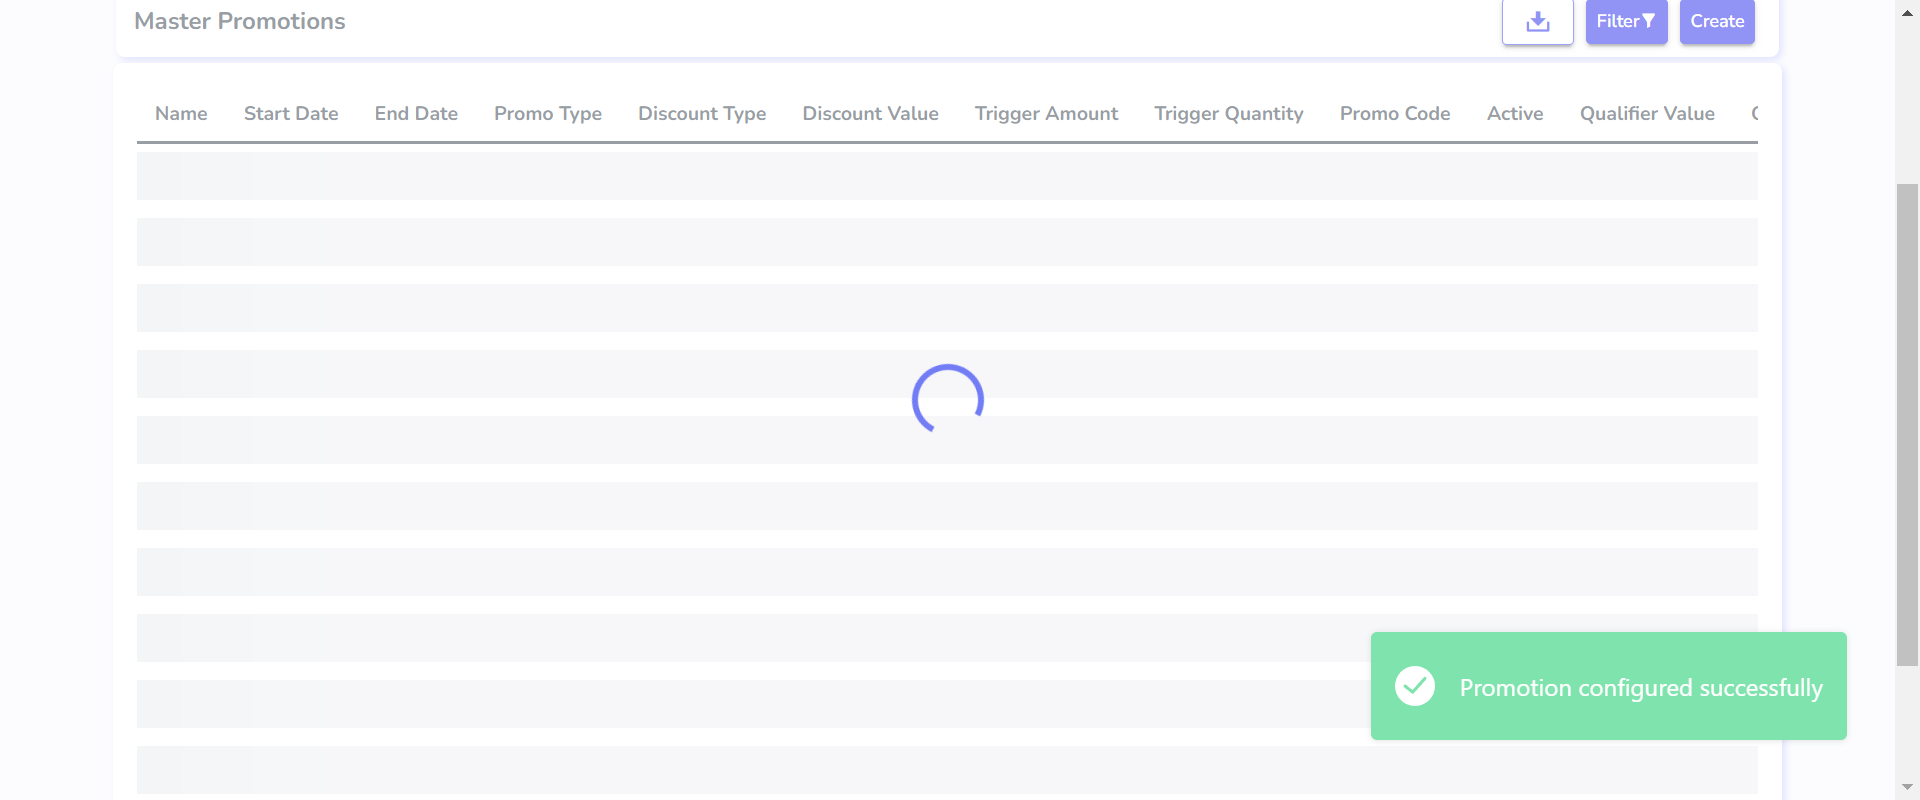 Master Promotions
Filter
Create
Name Start Date End Date Promo Type Discount Type Discount Value Trigger Amount Trigger Quantity Promo Code Active Qualifier Value
Promotion configured successfully